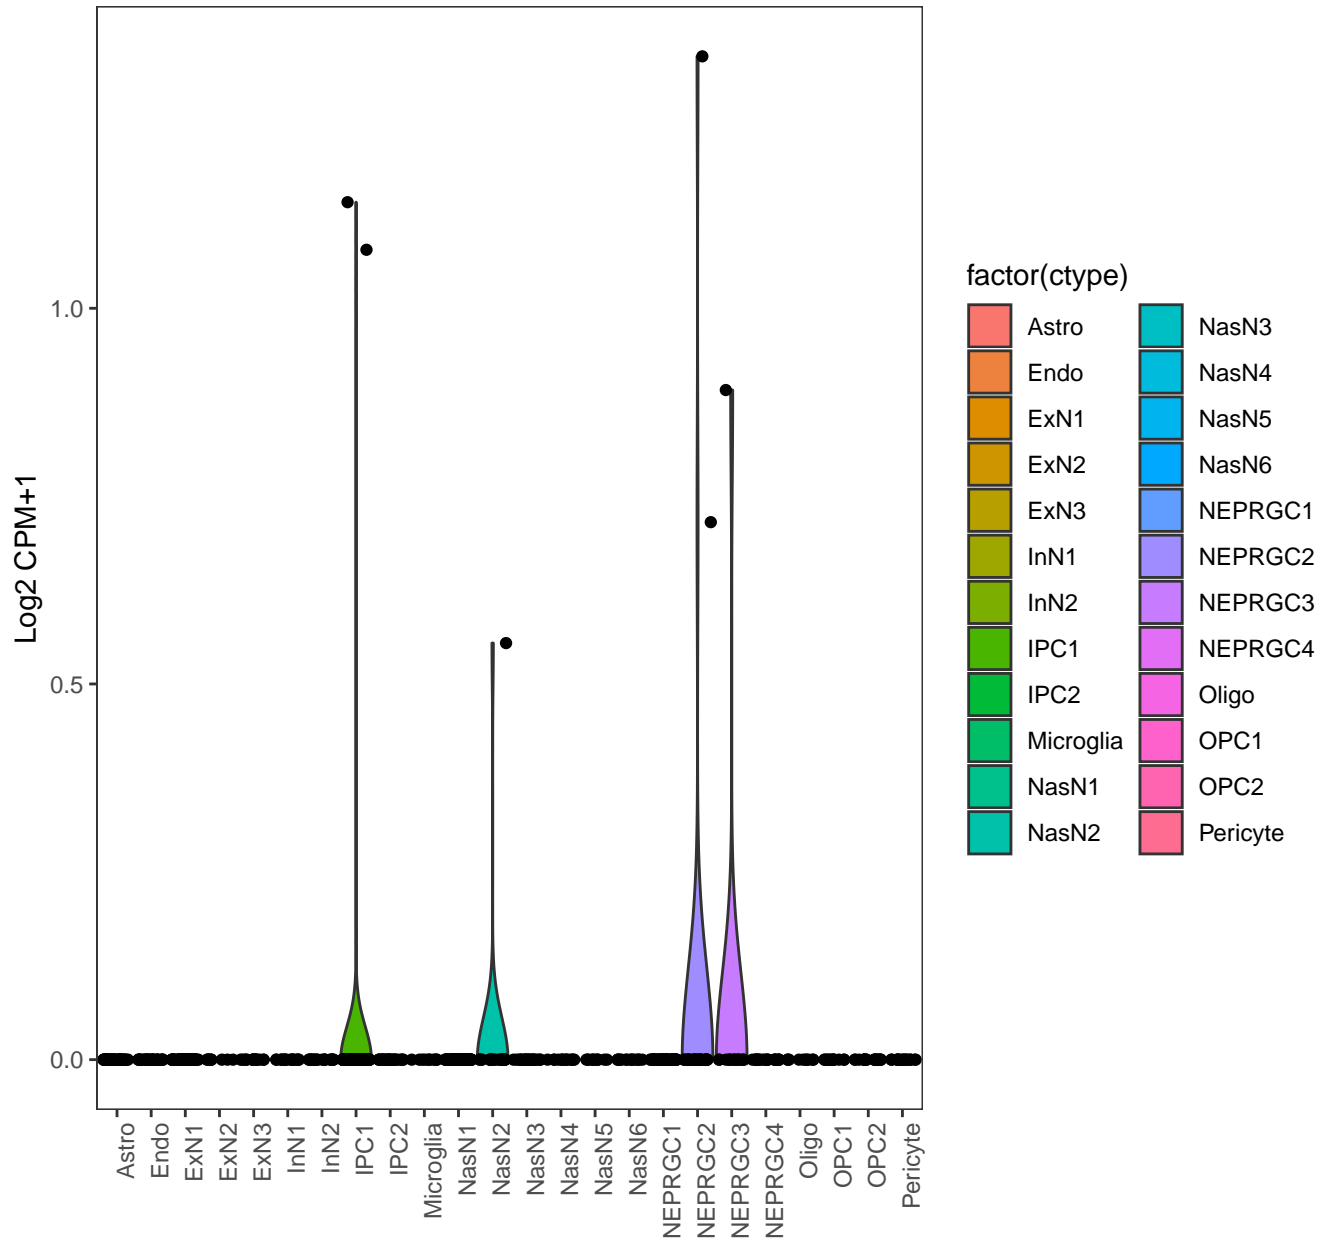 Log2 CPM+1
1.0
0.5
0.0
Astro
Endo
ExN1
ExN2
ExN3
InN1
InN2
IPC1
IPC2
Microglia
NasN1
NasN2
NasN3
NasN4
NasN5
NasN6
NEPRGC1
NEPRGC2
NEPRGC3
NEPRGC4
Oligo
OPC1
OPC2
Pericyte
factor(ctype)
Astro
Endo
ExN1
ExN2
ExN3
InN1
InN2
IPC1
IPC2
Microglia
NasN1
NasN2
NasN3
NasN4
NasN5
NasN6
NEPRGC1
NEPRGC2
NEPRGC3
NEPRGC4
Oligo
OPC1
OPC2
Pericyte